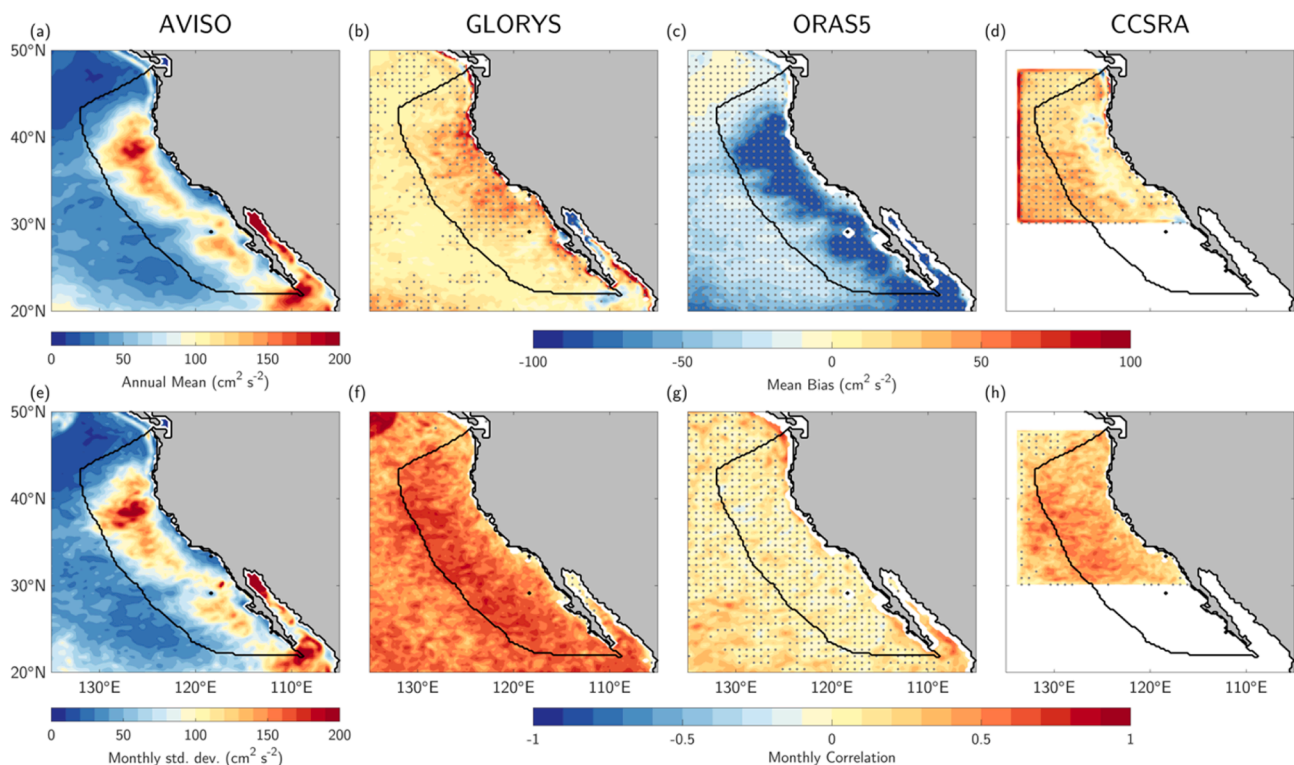 AVISO GLORYS ORAS5 CCSRA
(a) (b) (c) (d)
50°N
40°N
30°N
20°N
0 50 100 150 200 -100 -50 0 50 100
Annual Mean (cm² s⁻²) Mean Bias (cm² s⁻²)
(e) (f) (g) (h)
50°N
40°N
30°N
20°N
130°E 120°E 110°E 130°E 120°E 110°E 130°E 120°E 110°E 130°E 120°E 110°E
0 50 100 150 200 -1 -0.5 0 0.5 1
Monthly std. dev. (cm² s⁻²) Monthly Correlation